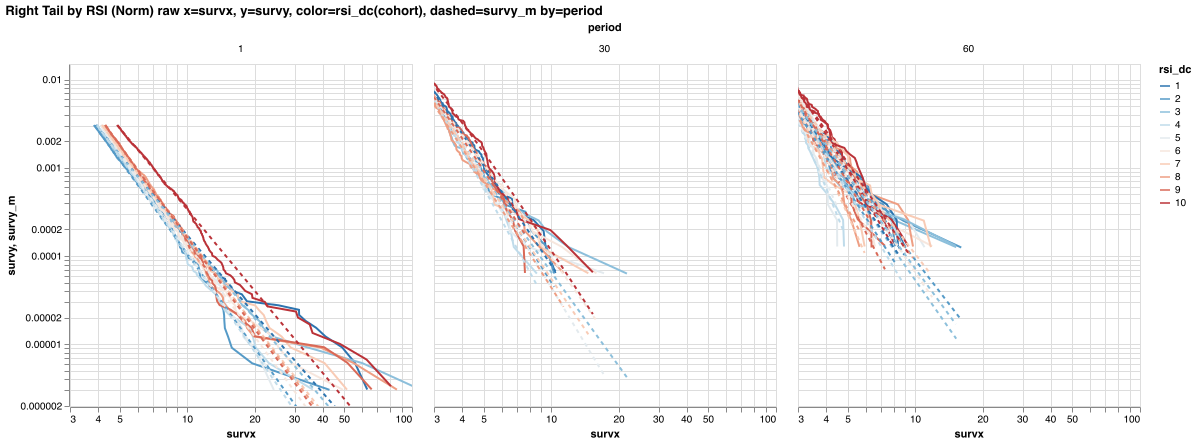 Right Tail by RSI (Norm) raw x=survx, y=survy, color=rsi_dc(cohort), dashed=survy_m by=period
period
1
30
60
rsi_dc
1
2
3
4
5
6
7
8
9
10
survy, survy_m
0.01
0.002
0.001
0.0002
0.0001
0.00002
0.00001
0.000002
3 4 5 10 20 30 40 50 100
3 4 5 10 20 30 40 50 100
3 4 5 10 20 30 40 50 100
survx
survx
survx